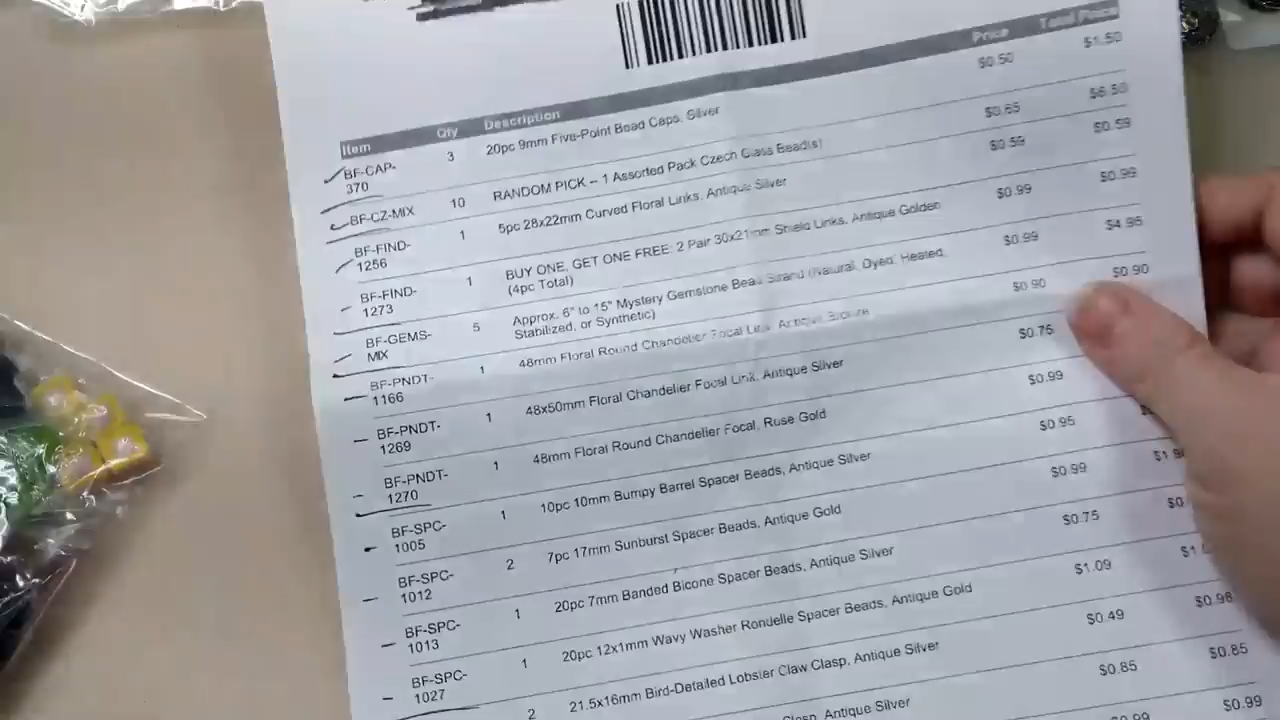 Item Qty Description Price Total Price
BF-CAP- 3 20pc 9mm Five-Point Bead Caps, Silver $0.50 $1.50
370
BF-CZ-MIX 10 RANDOM PICK – 1 Assorted Pack Czech Glass Bead(s) $0.65 $6.50
BF-FIND- 1 5pc 28x22mm Curved Floral Links, Antique Silver $0.59 $0.59
1256
BF-FIND- 1 BUY ONE, GET ONE FREE: 2 Pair 30x21mm Shield Links, Antique Golden $0.99 $0.99
1273 (4pc Total)
BF-GEMS- 5 Approx. 6" to 15" Mystery Gemstone Bead Strand (Natural, Dyed, Heated, $0.99 $4.95
MIX Stabilized, or Synthetic)
BF-PNDT- 1 48mm Floral Round Chandelier Focal Link, Antique Bronze $0.90 $0.90
1166
BF-PNDT- 1 48x50mm Floral Chandelier Focal Link, Antique Silver $0.76
1269
BF-PNDT- 1 48mm Floral Round Chandelier Focal, Ruse Gold $0.99
1270
BF-SPC- 1 10pc 10mm Bumpy Barrel Spacer Beads, Antique Silver $0.95
1005
BF-SPC- 2 7pc 17mm Sunburst Spacer Beads, Antique Gold $0.99
1012
BF-SPC- 1 20pc 7mm Banded Bicone Spacer Beads, Antique Silver $0.75
1013
BF-SPC- 1 20pc 12x1mm Wavy Washer Ronuelle Spacer Beads, Antique Gold $1.09
1027
2 21.5x16mm Bird-Detailed Lobster Claw Clasp, Antique Silver $0.49 $0.98
Clasp, Antique Silver $0.85 $0.85
$0.99